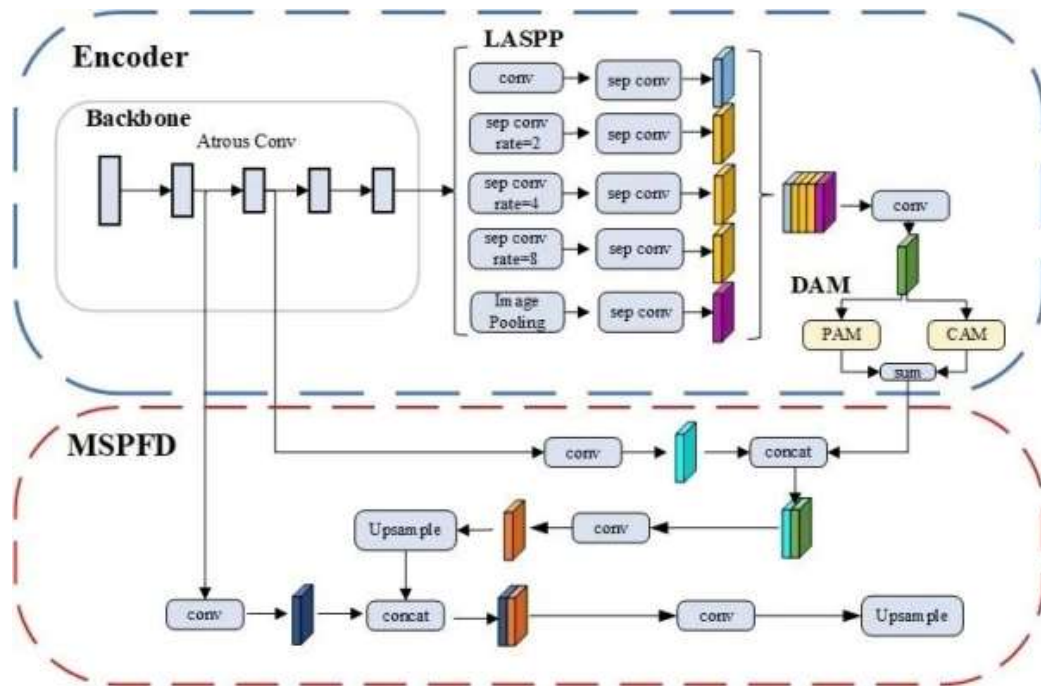 Encoder
LASPP
conv
sep conv
Backbone
Atrous Conv
sep conv
rate=2
sep conv
sep conv
rate=4
sep conv
conv
sep conv
rate=8
sep conv
DAM
Image
Pooling
sep conv
PAM
CAM
sum
MSPFD
conv
concat
Upsample
conv
conv
concat
conv
Upsample